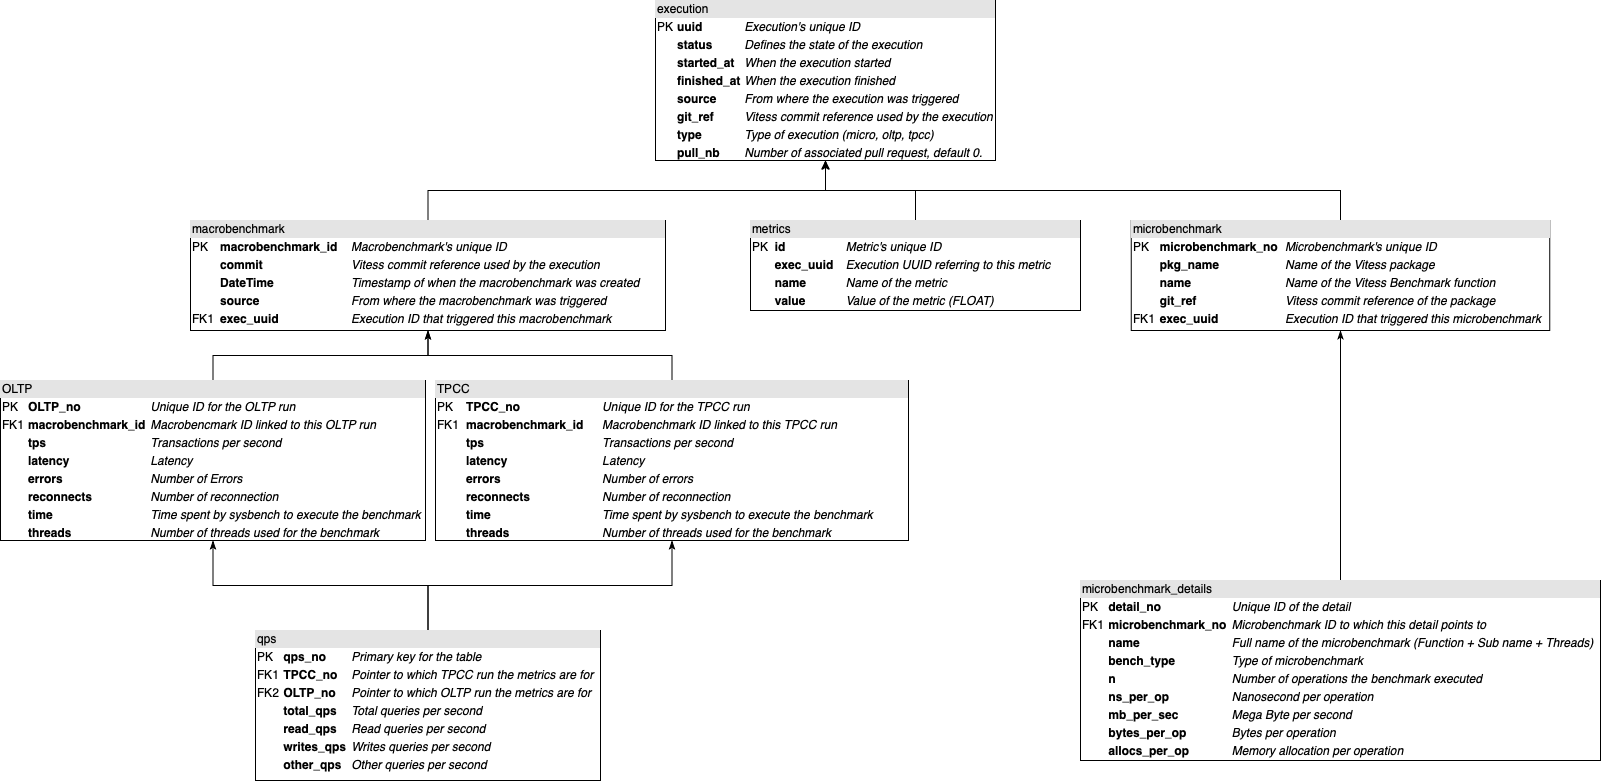 execution
PK uuid Execution's unique ID
status Defines the state of the execution
started_at When the execution started
finished_at When the execution finished
source From where the execution was triggered
git_ref Vitess commit reference used by the execution
type Type of execution (micro, oltp, tpcc)
pull_nb Number of associated pull request, default 0.
macrobenchmark
PK macrobenchmark_id Macrobenchmark's unique ID
commit Vitess commit reference used by the execution
DateTime Timestamp of when the macrobenchmark was created
source From where the macrobenchmark was triggered
FK1 exec_uuid Execution ID that triggered this macrobenchmark
metrics
PK id Metric's unique ID
exec_uuid Execution UUID referring to this metric
name Name of the metric
value Value of the metric (FLOAT)
microbenchmark
PK microbenchmark_no Microbenchmark's unique ID
pkg_name Name of the Vitess package
name Name of the Vitess Benchmark function
git_ref Vitess commit reference of the package
FK1 exec_uuid Execution ID that triggered this microbenchmark
OLTP
PK OLTP_no Unique ID for the OLTP run
FK1 macrobenchmark_id Macrobencmark ID linked to this OLTP run
tps Transactions per second
latency Latency
errors Number of Errors
reconnects Number of reconnection
time Time spent by sysbench to execute the benchmark
threads Number of threads used for the benchmark
TPCC
PK TPCC_no Unique ID for the TPCC run
FK1 macrobenchmark_id Macrobenchmark ID linked to this TPCC run
tps Transactions per second
latency Latency
errors Number of errors
reconnects Number of reconnection
time Time spent by sysbench to execute the benchmark
threads Number of threads used for the benchmark
qps
PK qps_no Primary key for the table
FK1 TPCC_no Pointer to which TPCC run the metrics are for
FK2 OLTP_no Pointer to which OLTP run the metrics are for
total_qps Total queries per second
read_qps Read queries per second
writes_qps Writes queries per second
other_qps Other queries per second
microbenchmark_details
PK detail_no Unique ID of the detail
FK1 microbenchmark_no Microbenchmark ID to which this detail points to
name Full name of the microbenchmark (Function + Sub name + Threads)
bench_type Type of microbenchmark
n Number of operations the benchmark executed
ns_per_op Nanosecond per operation
mb_per_sec Mega Byte per second
bytes_per_op Bytes per operation
allocs_per_op Memory allocation per operation